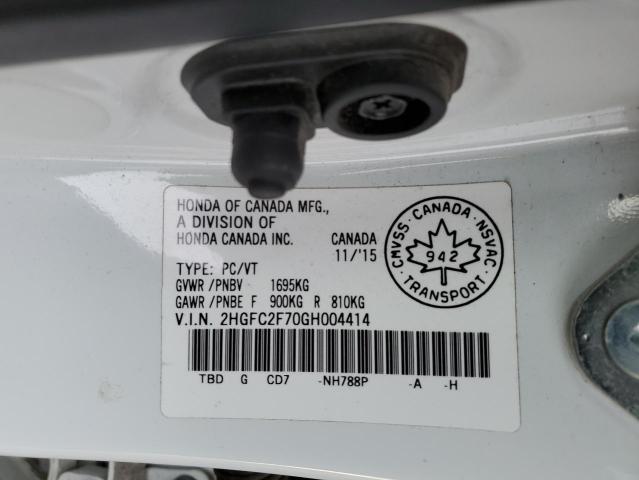 HONDA OF CANADA MFG.,
A DIVISION OF
HONDA CANADA INC. CANADA
11/'15
TYPE: PC/VT
GVWR /PNBV 1695KG
GAWR /PNBE F 900KG R 810KG
V.I.N. 2HGFC2F70GH004414
TBD G CD7 -NH788P -A -H
CMVSS - CANADA - NSVAC
942
TRANSPORT